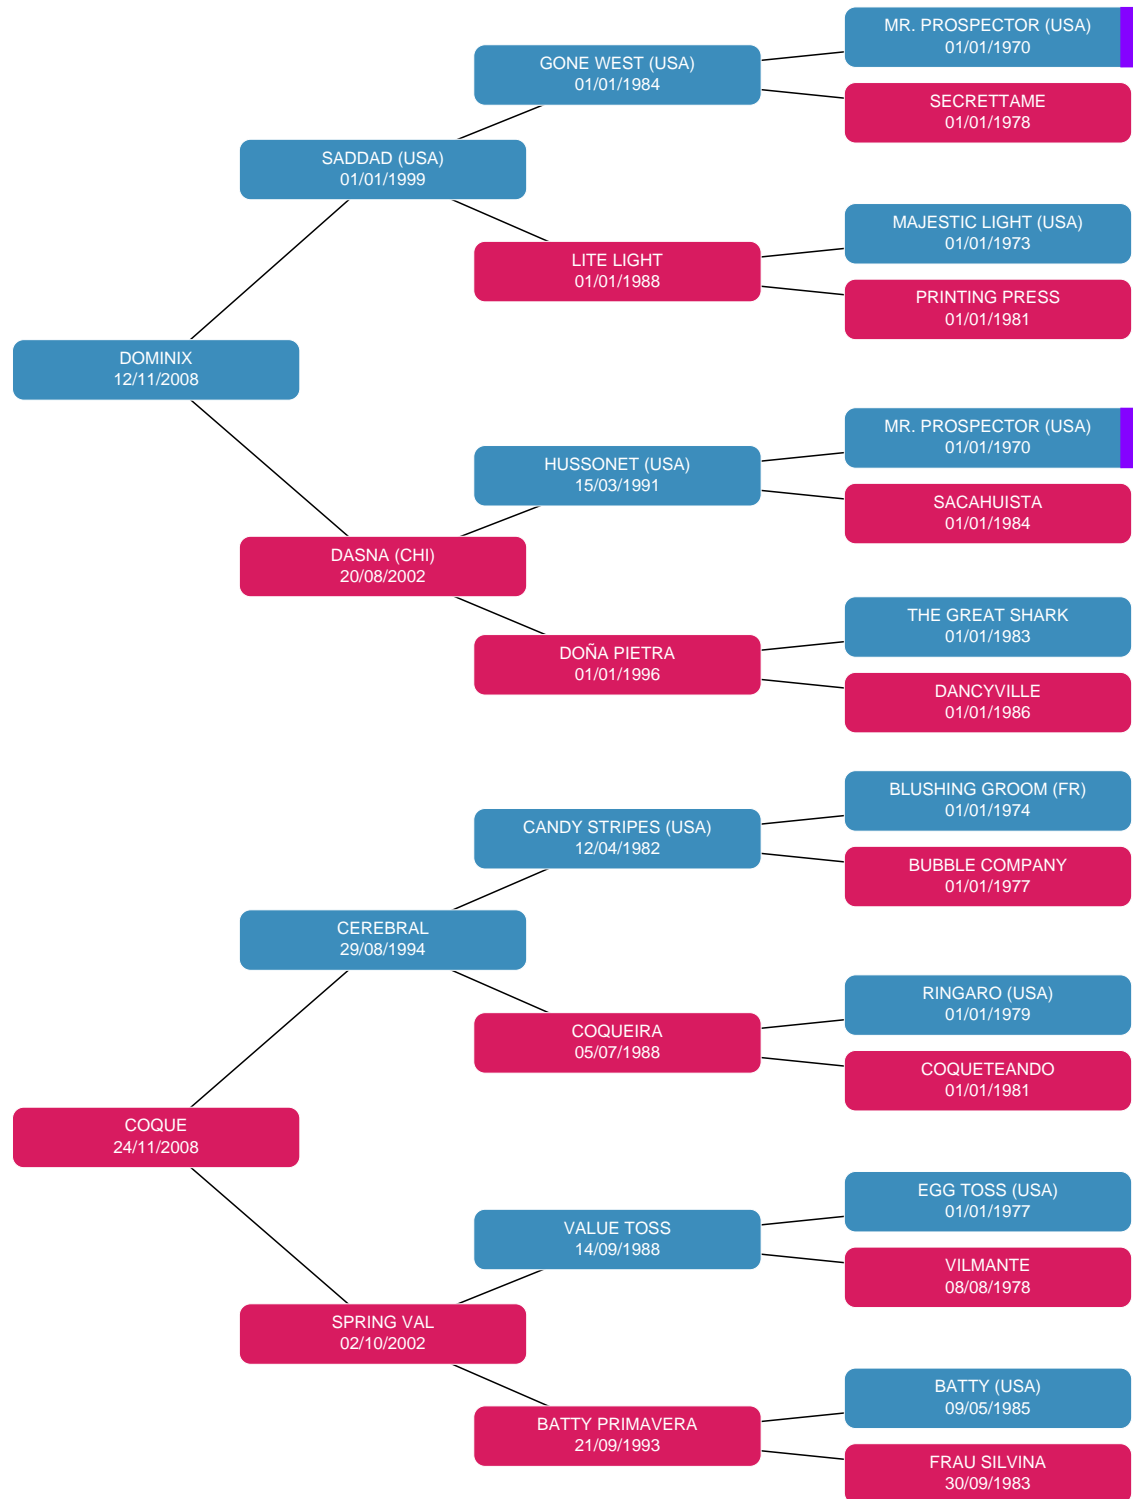 MR. PROSPECTOR (USA)
01/01/1970
GONE WEST (USA)
01/01/1984
SECRETTAME
01/01/1978
SADDAD (USA)
01/01/1999
MAJESTIC LIGHT (USA)
01/01/1973
LITE LIGHT
01/01/1988
PRINTING PRESS
01/01/1981
DOMINIX
12/11/2008
MR. PROSPECTOR (USA)
01/01/1970
HUSSONET (USA)
15/03/1991
SACAHUISTA
01/01/1984
DASNA (CHI)
20/08/2002
THE GREAT SHARK
01/01/1983
DOÑA PIETRA
01/01/1996
DANCYVILLE
01/01/1986
BLUSHING GROOM (FR)
01/01/1974
CANDY STRIPES (USA)
12/04/1982
BUBBLE COMPANY
01/01/1977
CEREBRAL
29/08/1994
RINGARO (USA)
01/01/1979
COQUEIRA
05/07/1988
COQUETEANDO
01/01/1981
COQUE
24/11/2008
EGG TOSS (USA)
01/01/1977
VALUE TOSS
14/09/1988
VILMANTE
08/08/1978
SPRING VAL
02/10/2002
BATTY (USA)
09/05/1985
BATTY PRIMAVERA
21/09/1993
FRAU SILVINA
30/09/1983